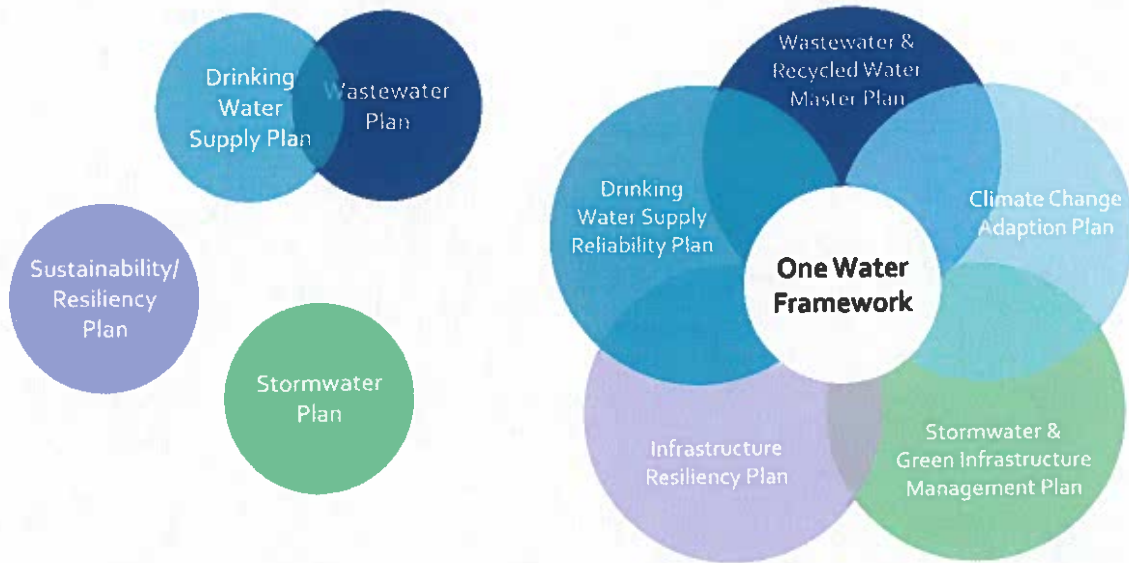 Drinking
Water
Supply Plan
Wastewater
Plan
Sustainability/
Resiliency
Plan
Stormwater
Plan
Wastewater &
Recycled Water
Master Plan
Drinking
Water Supply
Reliability Plan
Climate Change
Adaption Plan
One Water
Framework
Infrastructure
Resiliency Plan
Stormwater &
Green Infrastructure
Management Plan